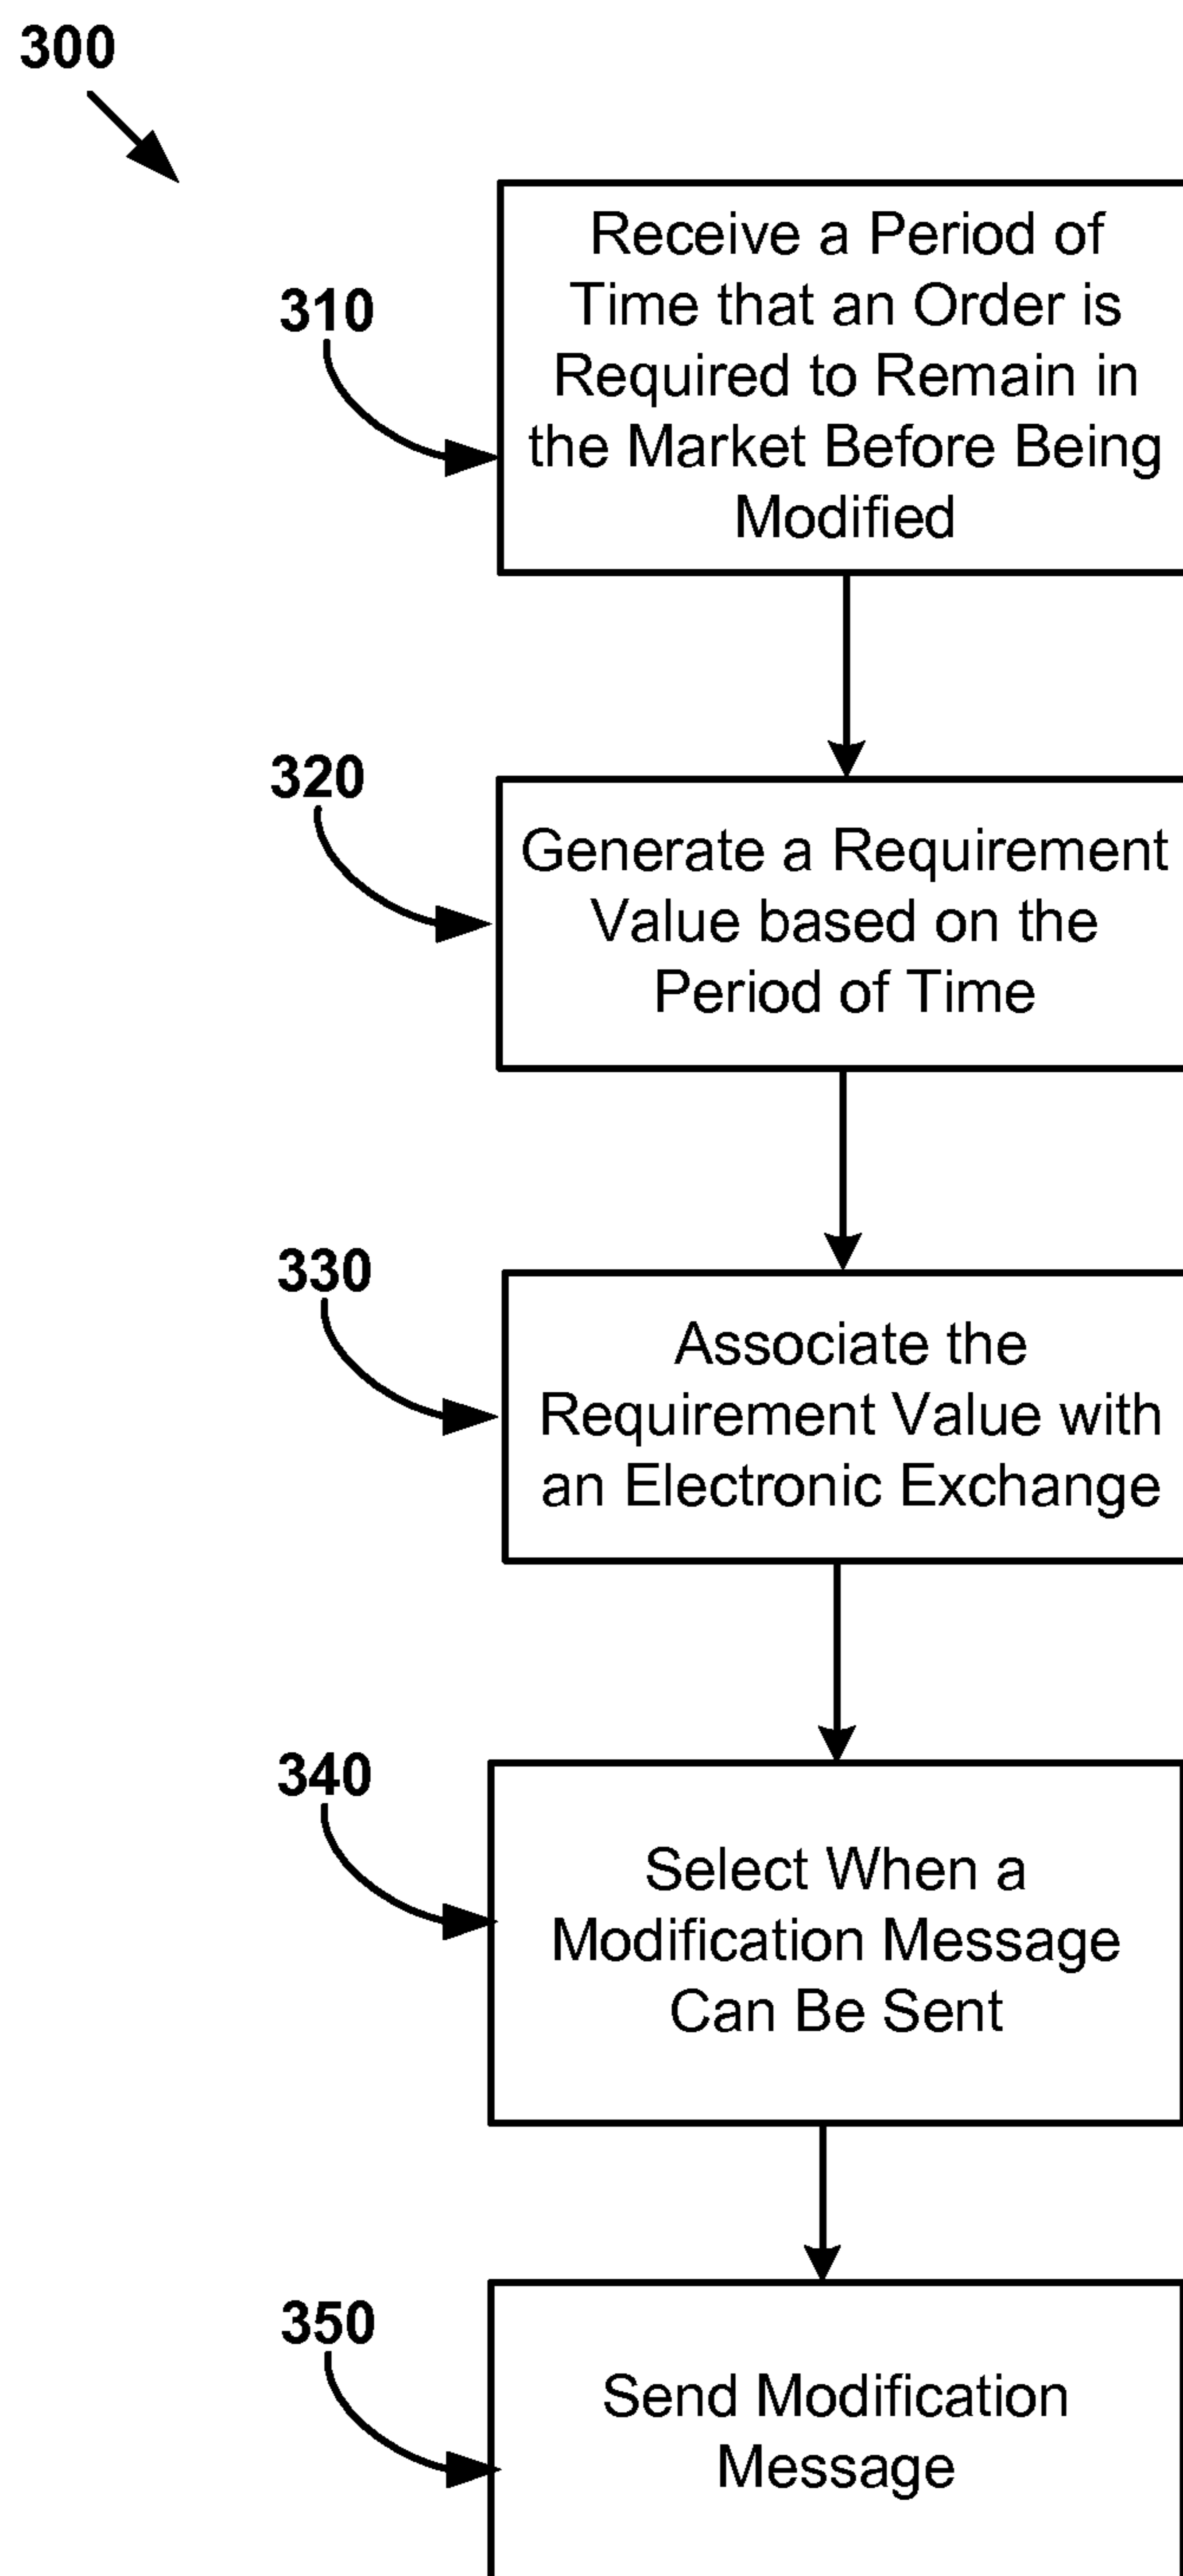 300
310
Receive a Period of
Time that an Order is
Required to Remain in
the Market Before Being
Modified
320
Generate a Requirement
Value based on the
Period of Time
330
Associate the
Requirement Value with
an Electronic Exchange
340
Select When a
Modification Message
Can Be Sent
350
Send Modification
Message